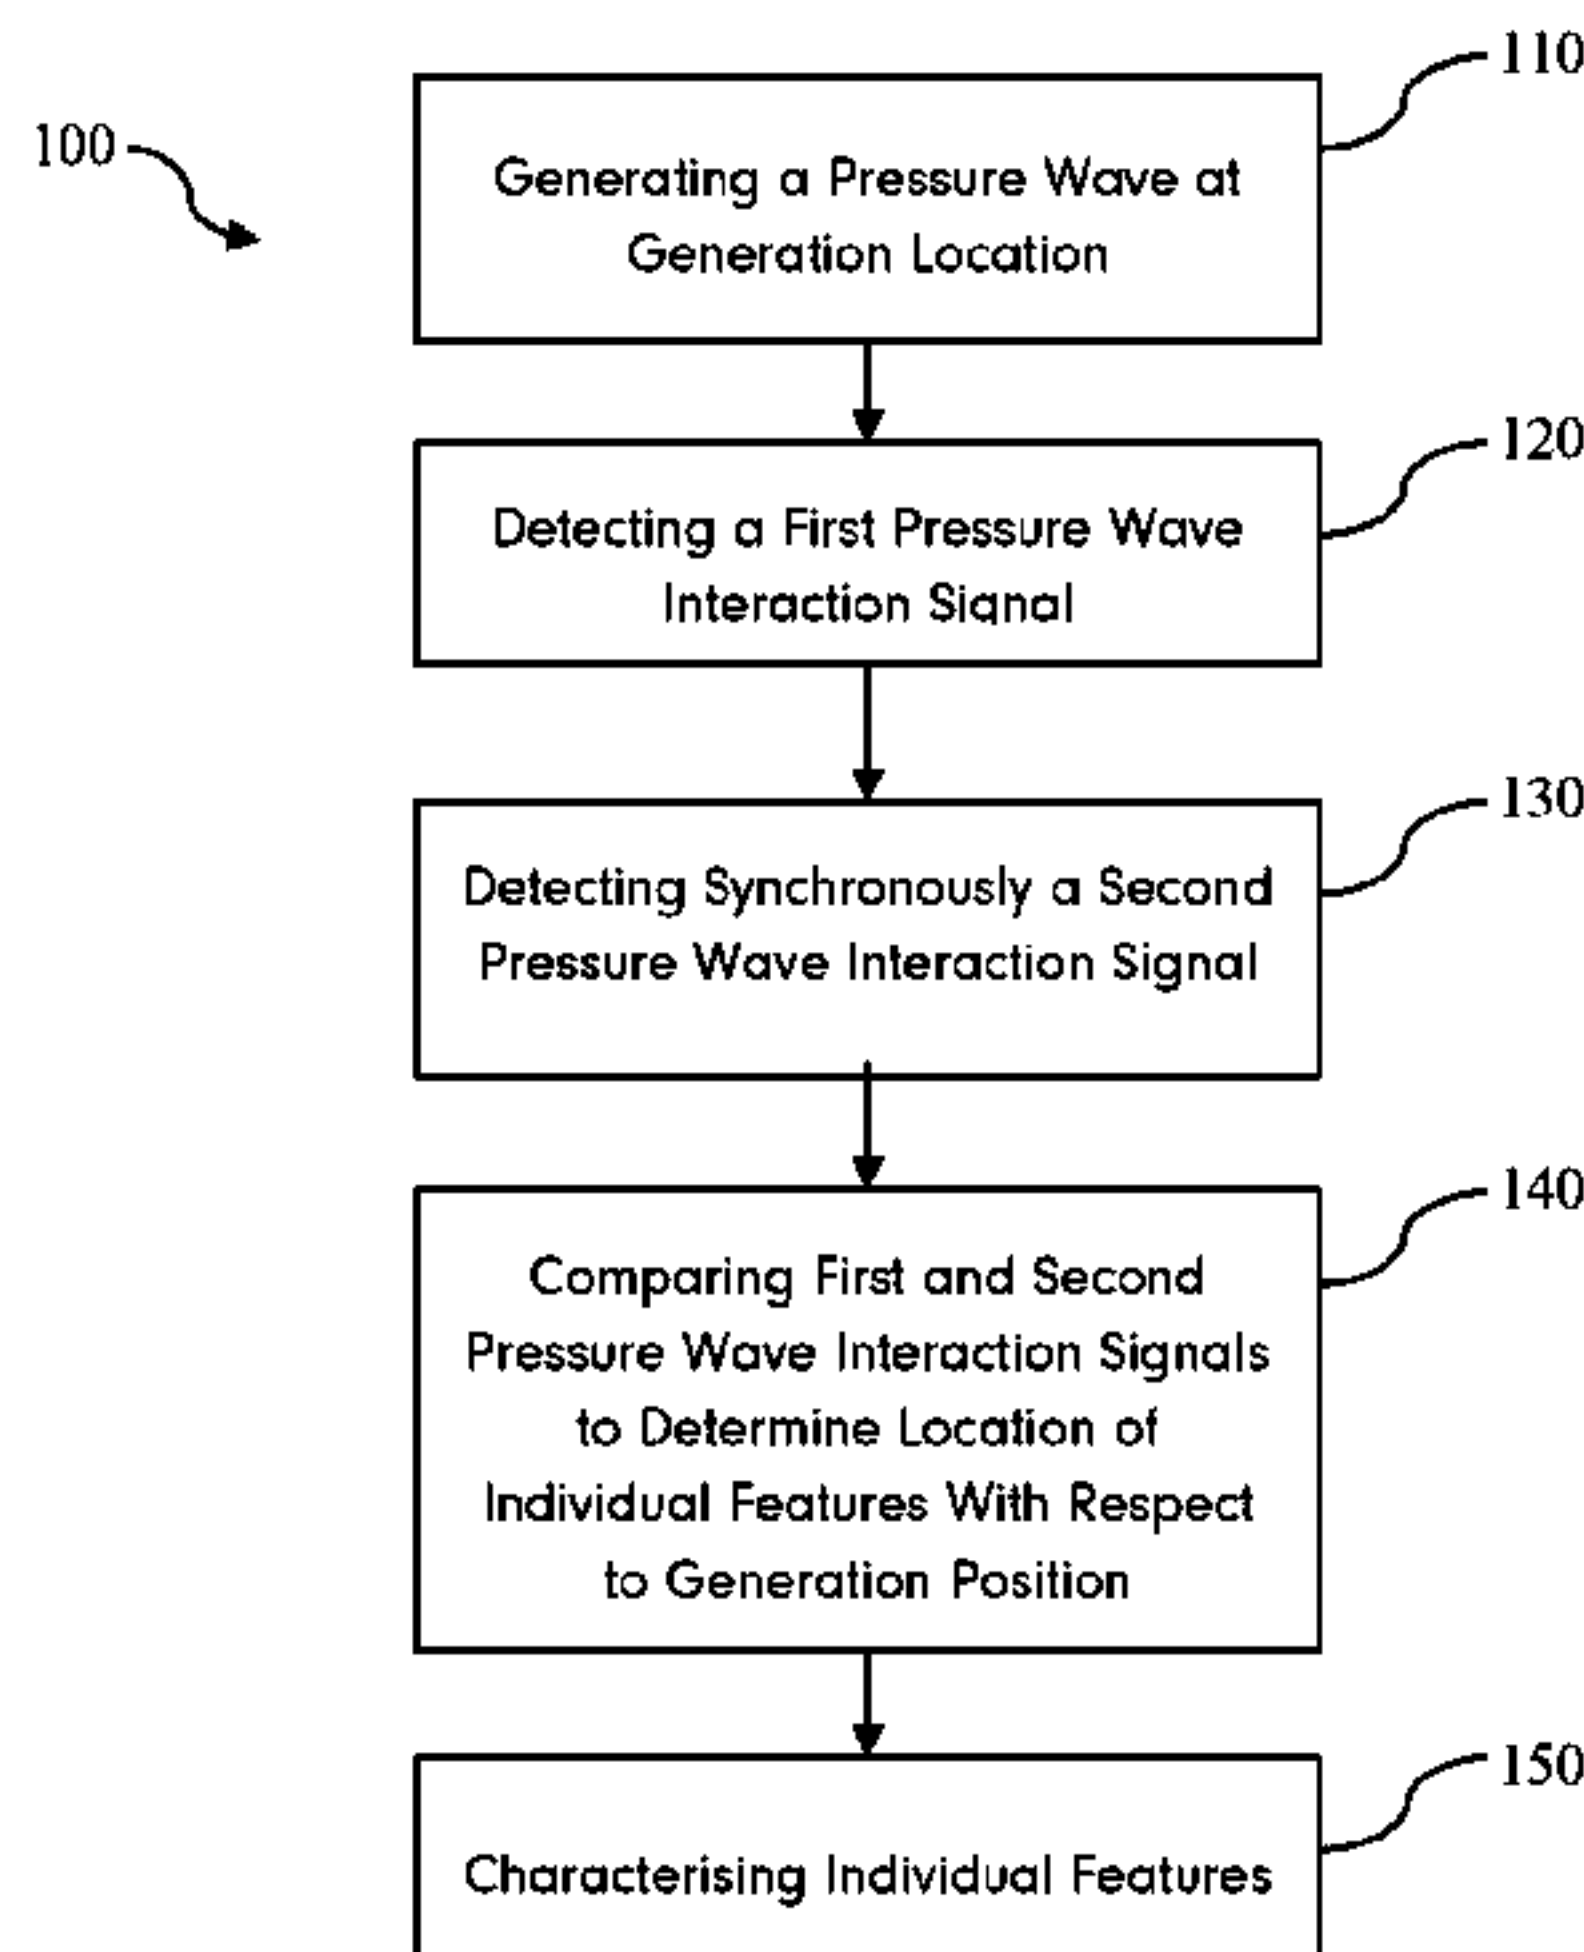 110
100
Generating a Pressure Wave at
Generation Location
120
Detecting a First Pressure Wave
Interaction Signal
130
Detecting Synchronously a Second
Pressure Wave Interaction Signal
140
Comparing First and Second
Pressure Wave Interaction Signals
to Determine Location of
Individual Features With Respect
to Generation Position
150
Characterising Individual Features